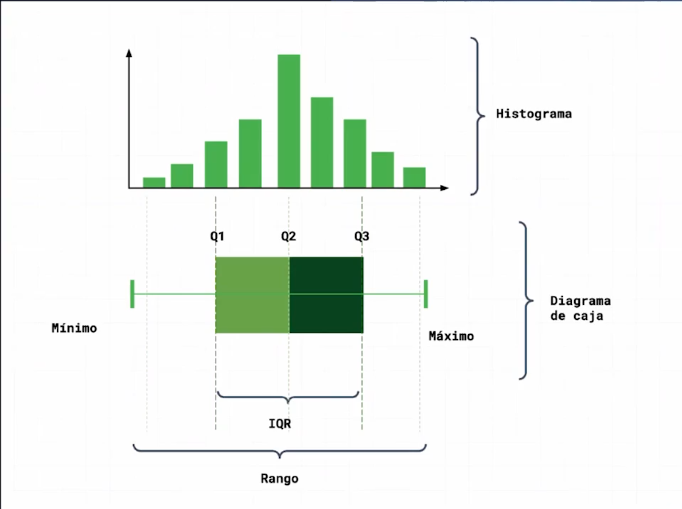 Histograma
Q1 Q2 Q3
Diagrama
de caja
Mínimo
Máximo
IQR
Rango